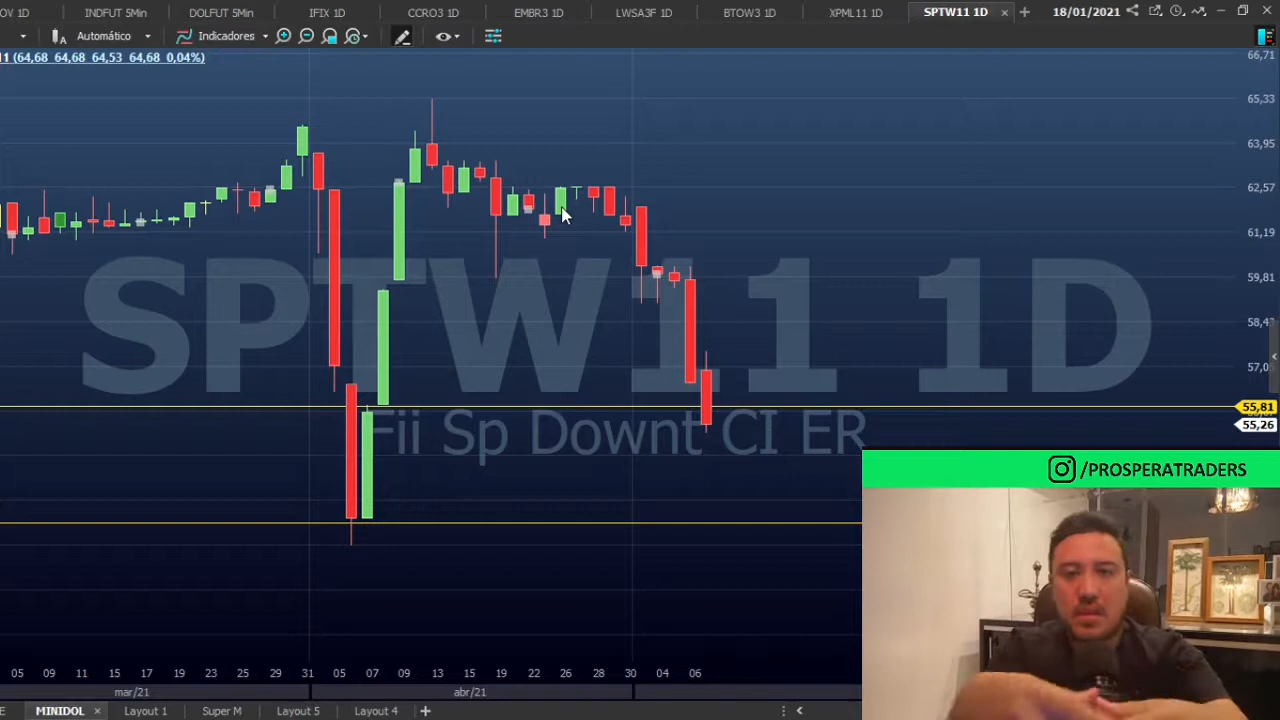 OV 1D INDFUT 5Min DOLFUT 5Min IFIX 1D CCRO3 1D EMBR3 1D LWSA3F 1D BTOW3 1D XPML11 1D SPTW11 1D × + 18/01/2021
Automático Indicadores
1 (64,68 64,68 64,53 64,68 0,04%)
66,71
65,33
63,95
62,57
61,19
59,81
58,4
57,0
55,81
55,26
SPTW11 1D
Fii Sp Downt CI ER
/PROSPERATRADERS
05 09 11 15 17 23 25 29 31 05 07 09 13 15 19 22 26 28 30 04 06
mar/21 abr/21
E MINIDOL × Layout 1 Super M Layout 5 Layout 4 +